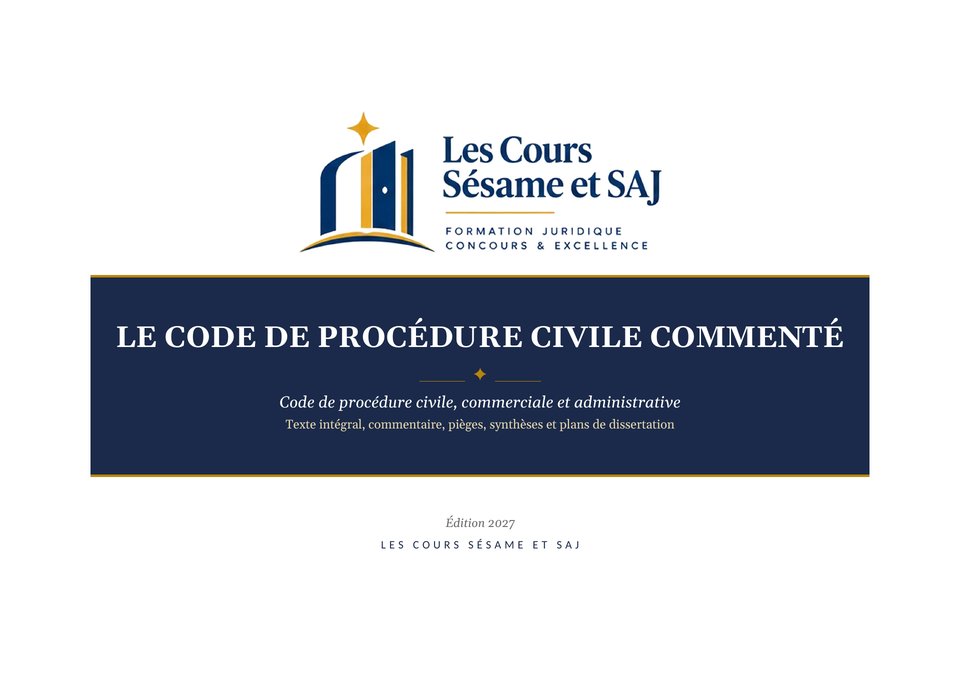 Les Cours
Sésame et SAJ
FORMATION JURIDIQUE
CONCOURS & EXCELLENCE
LE CODE DE PROCÉDURE CIVILE COMMENTÉ
Code de procédure civile, commerciale et administrative
Texte intégral, commentaire, pièges, synthèses et plans de dissertation
Édition 2027
LES COURS SÉSAME ET SAJ